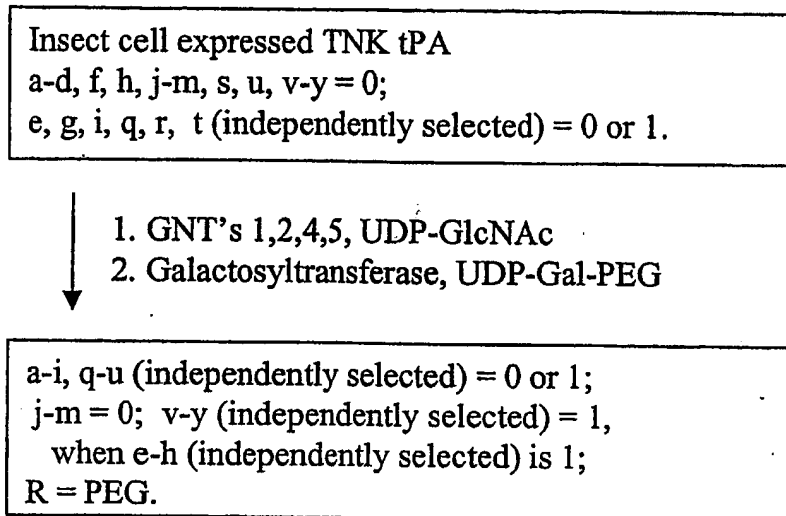 Insect cell expressed TNK tPA
a-d, f, h, j-m, s, u, v-y = 0;
e, g, i, q, r, t (independently selected) = 0 or 1.
1. GNT's 1,2,4,5, UDP-GlcNAc
2. Galactosyltransferase, UDP-Gal-PEG
a-i, q-u (independently selected) = 0 or 1;
j-m = 0; v-y (independently selected) = 1,
when e-h (independently selected) is 1;
R = PEG.